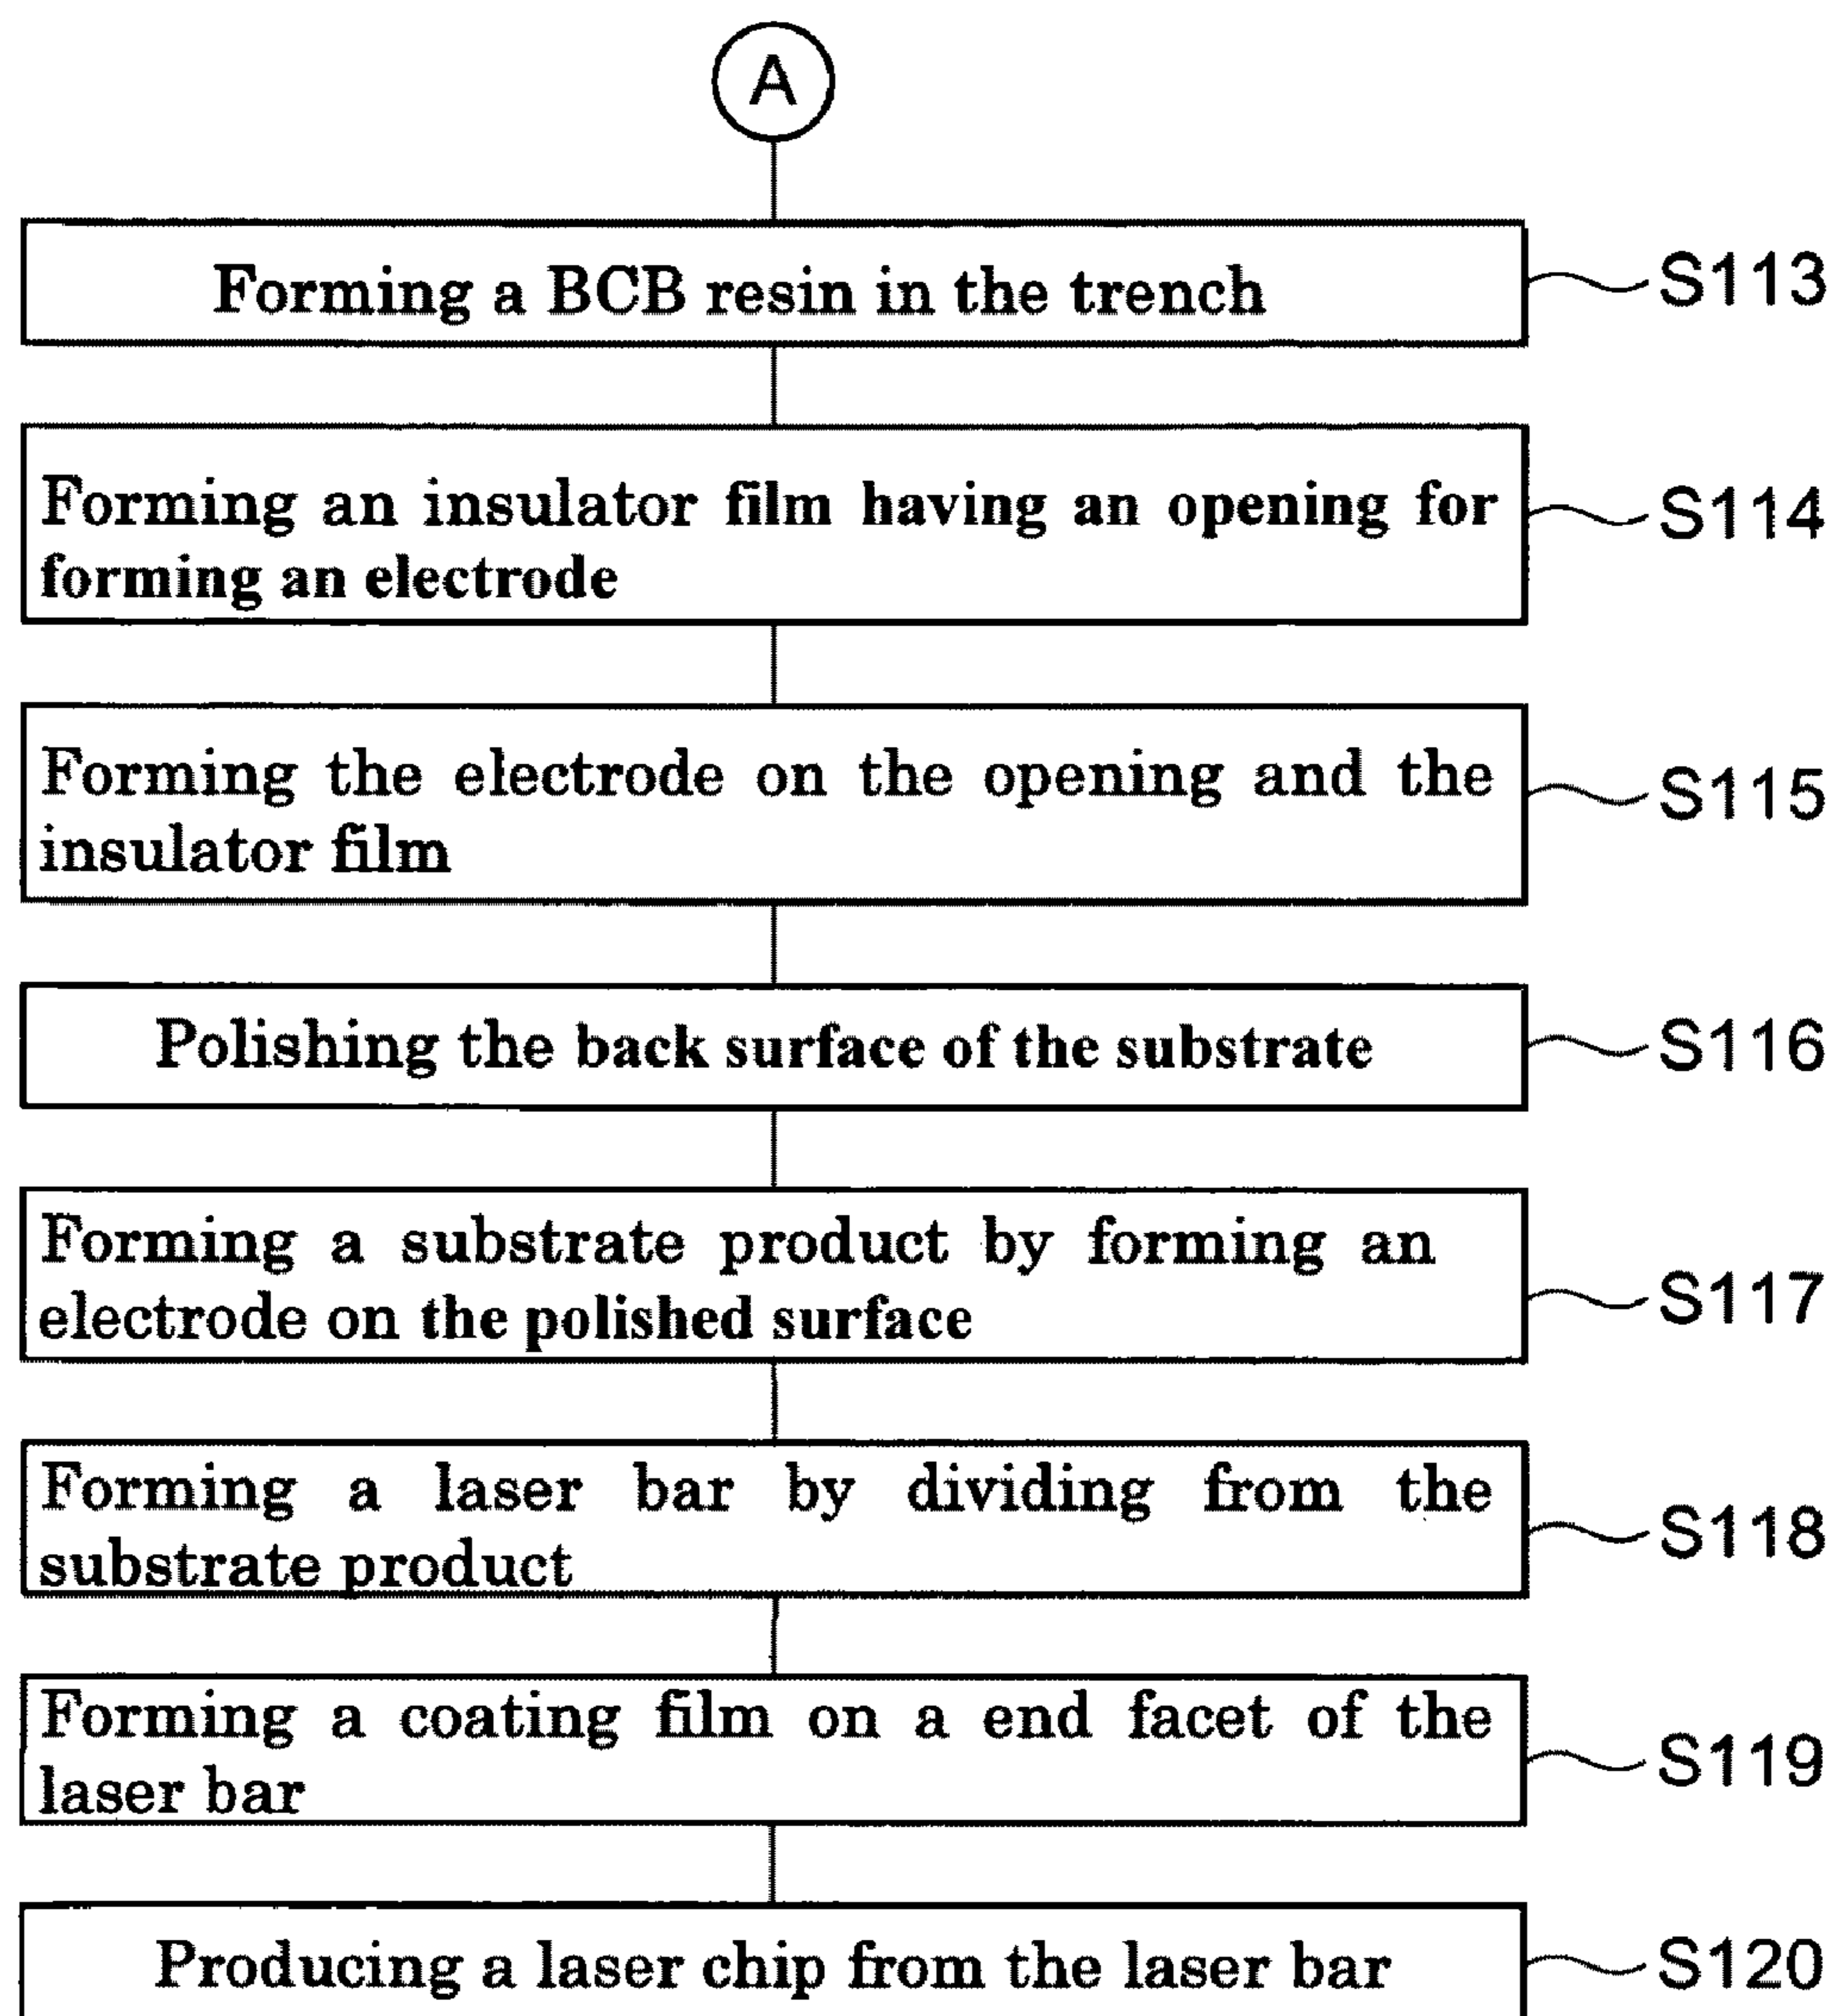 A
Forming a BCB resin in the trench
S113
Forming an insulator film having an opening for
forming an electrode
S114
Forming the electrode on the opening and the
insulator film
S115
Polishing the back surface of the substrate
S116
Forming a substrate product by forming an
electrode on the polished surface
S117
Forming a laser bar by dividing from the
substrate product
S118
Forming a coating film on a end facet of the
laser bar
S119
Producing a laser chip from the laser bar
S120